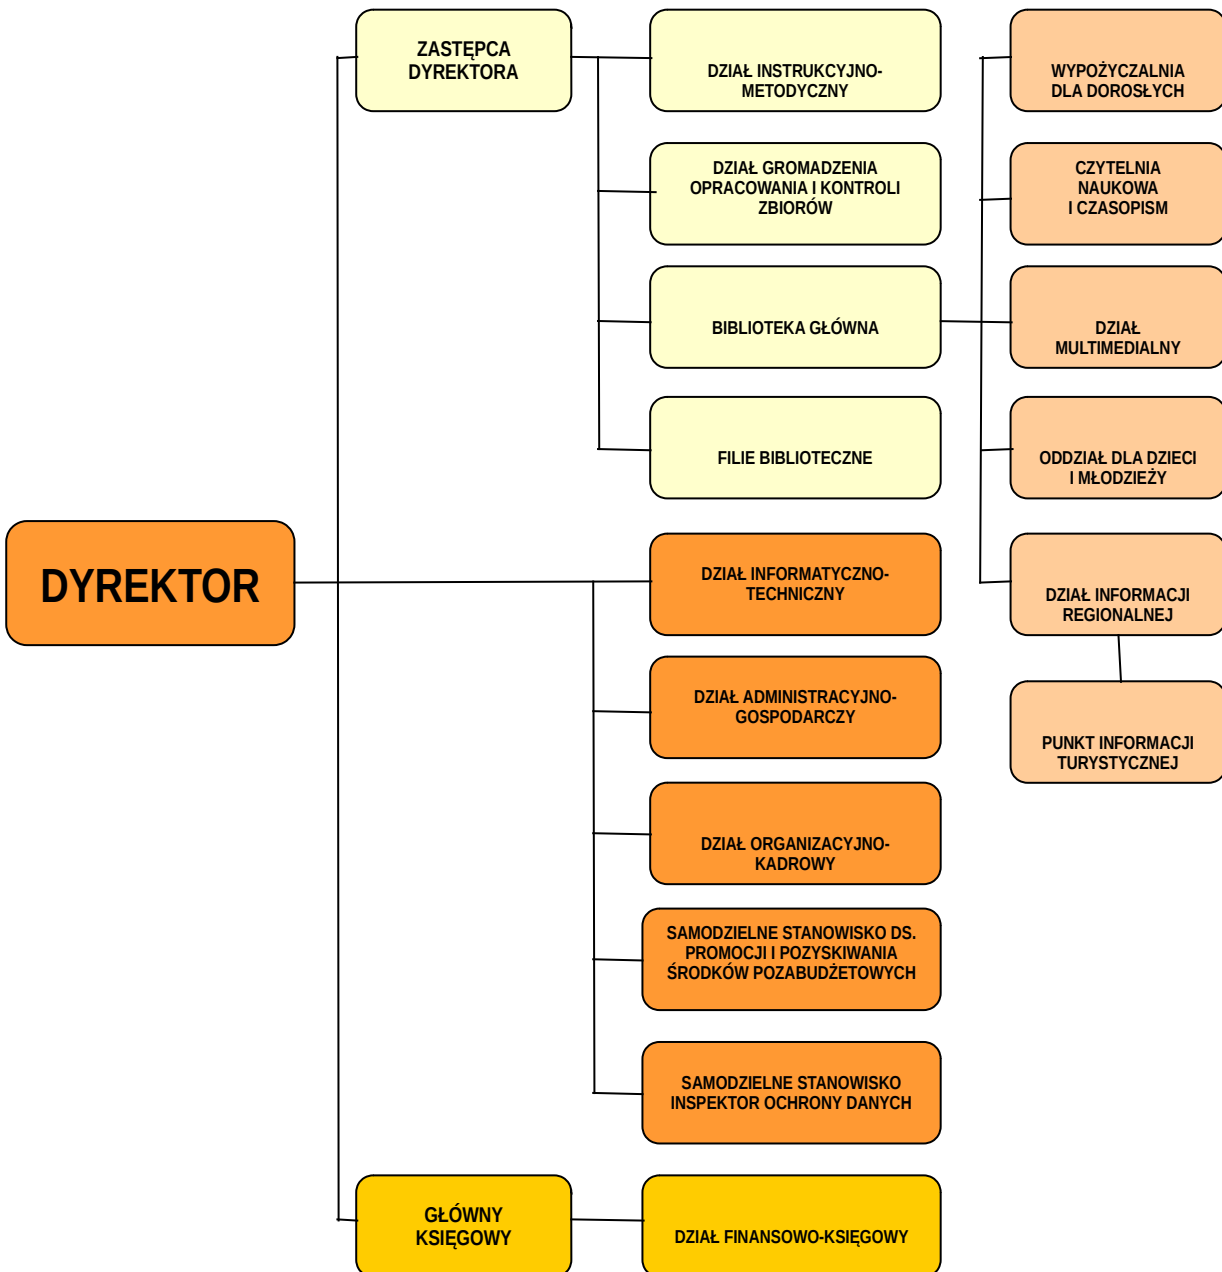 ZASTĘPCA
DYREKTORA
DZIAŁ INSTRUKCYJNO-
METODYCZNY
WYPOŻYCZALNIA
DLA DOROSŁYCH
DZIAŁ GROMADZENIA
OPRACOWANIA I KONTROLI
ZBIORÓW
CZYTELNIA
NAUKOWA
I CZASOPISM
BIBLIOTEKA GŁÓWNA
DZIAŁ
MULTIMEDIALNY
FILIE BIBLIOTECZNE
ODDZIAŁ DLA DZIECI
I MŁODZIEŻY
DYREKTOR
DZIAŁ INFORMATYCZNO-
TECHNICZNY
DZIAŁ INFORMACJI
REGIONALNEJ
DZIAŁ ADMINISTRACYJNO-
GOSPODARCZY
PUNKT INFORMACJI
TURYSTYCZNEJ
DZIAŁ ORGANIZACYJNO-
KADROWY
SAMODZIELNE STANOWISKO DS.
PROMOCJI I POZYSKIWANIA
ŚRODKÓW POZABUDŻETOWYCH
SAMODZIELNE STANOWISKO
INSPEKTOR OCHRONY DANYCH
GŁÓWNY
KSIĘGOWY
DZIAŁ FINANSOWO-KSIĘGOWY